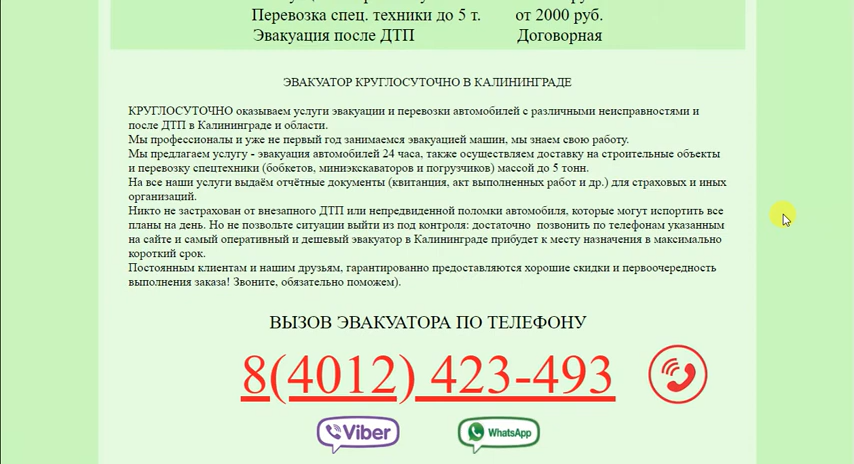 Перевозка спец. техники до 5 т. от 2000 руб.
Эвакуация после ДТП Договорная
ЭВАКУАТОР КРУГЛОСУТОЧНО В КАЛИНИНГРАДЕ
КРУГЛОСУТОЧНО оказываем услуги эвакуации и перевозки автомобилей с различными неисправностями и
после ДТП в Калининграде и области.
Мы профессионалы и уже не первый год занимаемся эвакуацией машин, мы знаем свою работу.
Мы предлагаем услугу - эвакуация автомобилей 24 часа, также осуществляем доставку на строительные объекты
и перевозку спецтехники (бобкетов, миниэкскаваторов и погрузчиков) массой до 5 тонн.
На все наши услуги выдаём отчётные документы (квитанция, акт выполненных работ и др.) для страховых и иных
организаций.
Никто не застрахован от внезапного ДТП или непредвиденной поломки автомобиля, которые могут испортить все
планы на день. Но не позвольте ситуации выйти из под контроля: достаточно позвонить по телефонам указанным
на сайте и самый оперативный и дешевый эвакуатор в Калининграде прибудет к месту назначения в максимально
короткий срок.
Постоянным клиентам и нашим друзьям, гарантированно предоставляются хорошие скидки и первоочередность
выполнения заказа! Звоните, обязательно поможем).
ВЫЗОВ ЭВАКУАТОРА ПО ТЕЛЕФОНУ
8(4012) 423-493
Viber WhatsApp